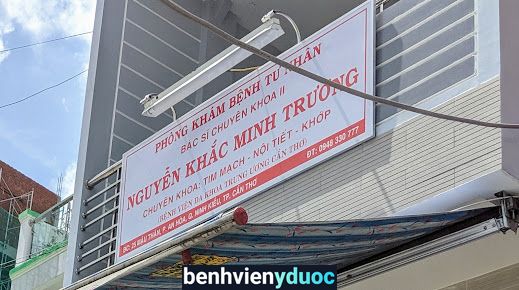 PHÒNG KHÁM BỆNH TƯ NHÂN
BÁC SĨ CHUYÊN KHOA II
NGUYỄN KHẮC MINH TRƯỜNG
CHUYÊN KHOA: TIM MẠCH - NỘI TIẾT - KHỚP
(BỆNH VIỆN ĐA KHOA TRUNG ƯƠNG CẦN THƠ)
ĐC: 25 MẬU THÂN, P. AN HÒA, Q. NINH KIỀU, TP. CẦN THƠ
ĐT: 0948 330 777
benhvienyduoc